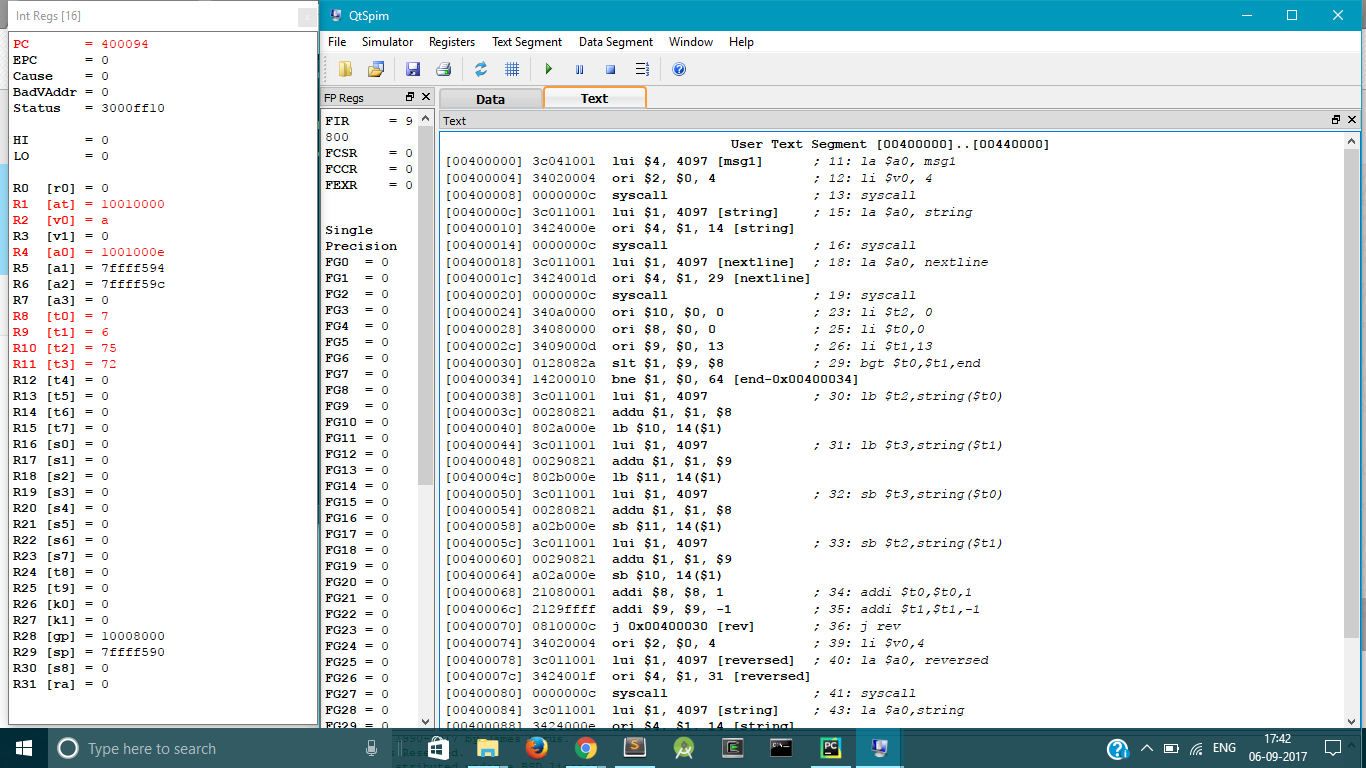 Int Regs [16]
x
PC = 400094
EPC = 0
Cause = 0
BadVAddr = 0
Status = 3000ff10
HI = 0
LO = 0
R0 [r0] = 0
R1 [at] = 10010000
R2 [v0] = a
R3 [v1] = 0
R4 [a0] = 1001000e
R5 [a1] = 7ffff594
R6 [a2] = 7ffff59c
R7 [a3] = 0
R8 [t0] = 7
R9 [t1] = 6
R10 [t2] = 75
R11 [t3] = 72
R12 [t4] = 0
R13 [t5] = 0
R14 [t6] = 0
R15 [t7] = 0
R16 [s0] = 0
R17 [s1] = 0
R18 [s2] = 0
R19 [s3] = 0
R20 [s4] = 0
R21 [s5] = 0
R22 [s6] = 0
R23 [s7] = 0
R24 [t8] = 0
R25 [t9] = 0
R26 [k0] = 0
R27 [k1] = 0
R28 [gp] = 10008000
R29 [sp] = 7ffff590
R30 [s8] = 0
R31 [ra] = 0
QtSpim
File Simulator Registers Text Segment Data Segment Window Help
FP Regs
FIR = 9
800
FCSR = 0
FCCR = 0
FEXR = 0
Single
Precision
FG0 = 0
FG1 = 0
FG2 = 0
FG3 = 0
FG4 = 0
FG5 = 0
FG6 = 0
FG7 = 0
FG8 = 0
FG9 = 0
FG10 = 0
FG11 = 0
FG12 = 0
FG13 = 0
FG14 = 0
FG15 = 0
FG16 = 0
FG17 = 0
FG18 = 0
FG19 = 0
FG20 = 0
FG21 = 0
FG22 = 0
FG23 = 0
FG24 = 0
FG25 = 0
FG26 = 0
FG27 = 0
FG28 = 0
FG29 = 0
Data Text
Text
User Text Segment [00400000]..[00440000]
[00400000] 3c041001 lui $4, 4097 [msg1] ; 11: la $a0, msg1
[00400004] 34020004 ori $2, $0, 4 ; 12: li $v0, 4
[00400008] 0000000c syscall ; 13: syscall
[0040000c] 3c011001 lui $1, 4097 [string] ; 15: la $a0, string
[00400010] 3424000e ori $4, $1, 14 [string]
[00400014] 0000000c syscall ; 16: syscall
[00400018] 3c011001 lui $1, 4097 [nextline] ; 18: la $a0, nextline
[0040001c] 3424001d ori $4, $1, 29 [nextline]
[00400020] 0000000c syscall ; 19: syscall
[00400024] 340a0000 ori $10, $0, 0 ; 23: li $t2, 0
[00400028] 34080000 ori $8, $0, 0 ; 25: li $t0,0
[0040002c] 3409000d ori $9, $0, 13 ; 26: li $t1,13
[00400030] 0128082a slt $1, $9, $8 ; 29: bgt $t0,$t1,end
[00400034] 14200010 bne $1, $0, 64 [end-0x00400034]
[00400038] 3c011001 lui $1, 4097 ; 30: lb $t2,string($t0)
[0040003c] 00280821 addu $1, $1, $8
[00400040] 802a000e lb $10, 14($1)
[00400044] 3c011001 lui $1, 4097 ; 31: lb $t3,string($t1)
[00400048] 00290821 addu $1, $1, $9
[0040004c] 802b000e lb $11, 14($1)
[00400050] 3c011001 lui $1, 4097 ; 32: sb $t3,string($t0)
[00400054] 00280821 addu $1, $1, $8
[00400058] a02b000e sb $11, 14($1)
[0040005c] 3c011001 lui $1, 4097 ; 33: sb $t2,string($t1)
[00400060] 00290821 addu $1, $1, $9
[00400064] a02a000e sb $10, 14($1)
[00400068] 21080001 addi $8, $8, 1 ; 34: addi $t0,$t0,1
[0040006c] 2129ffff addi $9, $9, -1 ; 35: addi $t1,$t1,-1
[00400070] 0810000c j 0x00400030 [rev] ; 36: j rev
[00400074] 34020004 ori $2, $0, 4 ; 39: li $v0,4
[00400078] 3c011001 lui $1, 4097 [reversed] ; 40: la $a0, reversed
[0040007c] 3424001f ori $4, $1, 31 [reversed]
[00400080] 0000000c syscall ; 41: syscall
[00400084] 3c011001 lui $1, 4097 [string] ; 43: la $a0,string
[00400088] 3424000e ori $4, $1, 14 [string]
Type here to search
ENG
17:42
06-09-2017